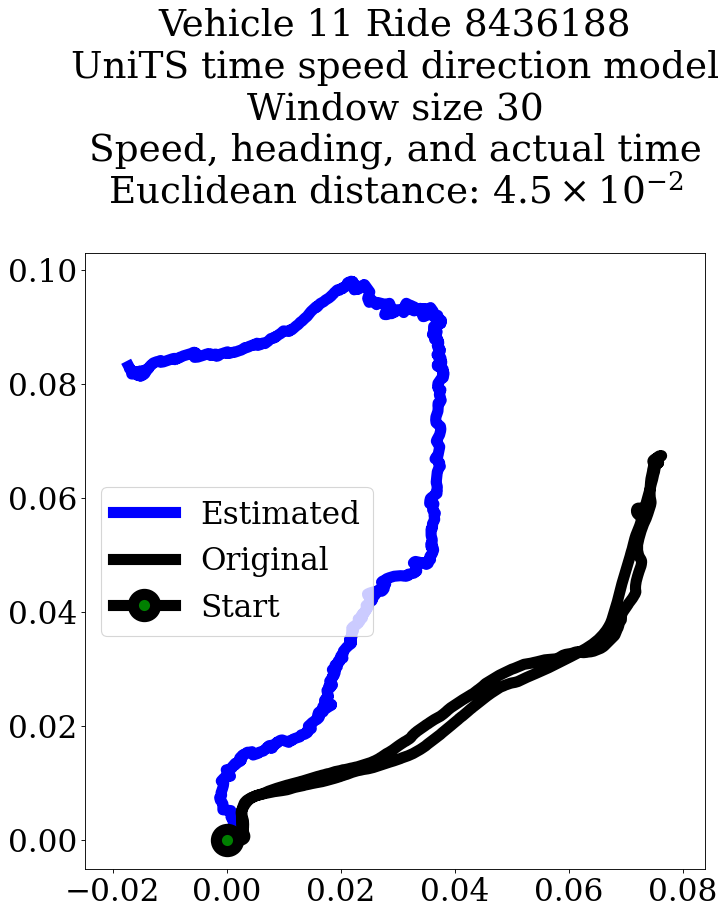 Vehicle 11 Ride 8436188
UniTS time speed direction model
Window size 30
Speed, heading, and actual time
Euclidean distance: 4.5 × 10⁻²
0.10
0.08
0.06
0.04
0.02
0.00
Estimated
Original
Start
−0.02 0.00 0.02 0.04 0.06 0.08